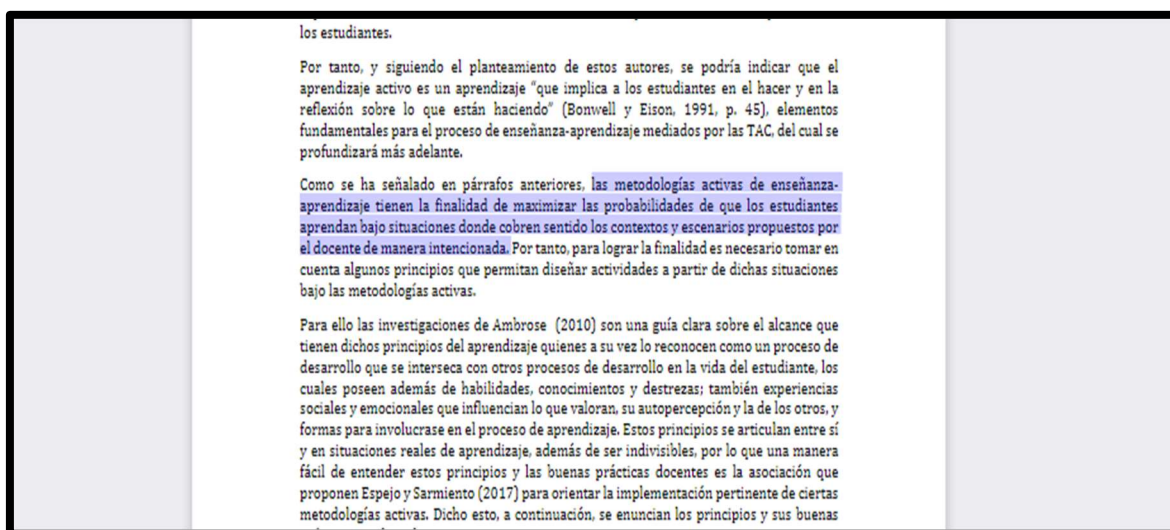 los estudiantes.
Por tanto, y siguiendo el planteamiento de estos autores, se podría indicar que el
aprendizaje activo es un aprendizaje “que implica a los estudiantes en el hacer y en la
reflexión sobre lo que están haciendo” (Bonwell y Eison, 1991, p. 45), elementos
fundamentales para el proceso de enseñanza-aprendizaje mediados por las TAC, del cual se
profundizará más adelante.
Como se ha señalado en párrafos anteriores, las metodologías activas de enseñanza-
aprendizaje tienen la finalidad de maximizar las probabilidades de que los estudiantes
aprendan bajo situaciones donde cobren sentido los contextos y escenarios propuestos por
el docente de manera intencionada. Por tanto, para lograr la finalidad es necesario tomar en
cuenta algunos principios que permitan diseñar actividades a partir de dichas situaciones
bajo las metodologías activas.
Para ello las investigaciones de Ambrose (2010) son una guía clara sobre el alcance que
tienen dichos principios del aprendizaje quienes a su vez lo reconocen como un proceso de
desarrollo que se interseca con otros procesos de desarrollo en la vida del estudiante, los
cuales poseen además de habilidades, conocimientos y destrezas; también experiencias
sociales y emocionales que influencian lo que valoran, su autopercepción y la de los otros, y
formas para involucrase en el proceso de aprendizaje. Estos principios se articulan entre sí
y en situaciones reales de aprendizaje, además de ser indivisibles, por lo que una manera
fácil de entender estos principios y las buenas prácticas docentes es la asociación que
proponen Espejo y Sarmiento (2017) para orientar la implementación pertinente de ciertas
metodologías activas. Dicho esto, a continuación, se enuncian los principios y sus buenas